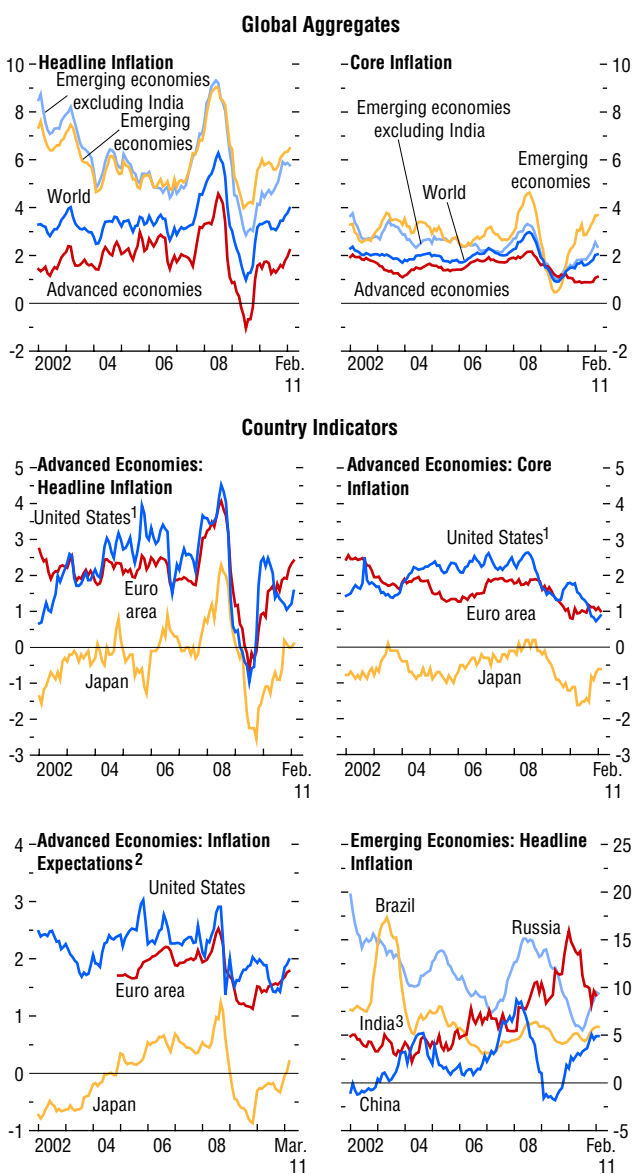 Global Aggregates
Headline Inflation
Emerging economies
excluding India
Emerging
economies
World
Advanced economies
10
8
6
4
2
0
-2
2002 04 06 08 Feb.
11
Core Inflation
Emerging economies
excluding India
World
Emerging
economies
Advanced economies
10
8
6
4
2
0
-2
2002 04 06 08 Feb.
11
Country Indicators
Advanced Economies:
Headline Inflation
United States1
Euro
area
Japan
5
4
3
2
1
0
-1
-2
-3
2002 04 06 08 Feb.
11
Advanced Economies: Core
Inflation
United States1
Euro area
Japan
5
4
3
2
1
0
-1
-2
-3
2002 04 06 08 Feb.
11
Advanced Economies: Inflation
Expectations2
United States
Euro area
Japan
4
3
2
1
0
-1
2002 04 06 08 Mar.
11
Emerging Economies: Headline
Inflation
Brazil
Russia
India3
China
25
20
15
10
5
0
-5
2002 04 06 08 Feb.
11